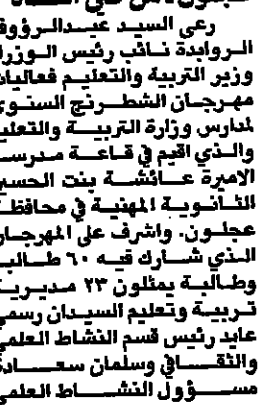 رعى السيد عبدالرؤوف
الروابدة نائب رئيس الوزراء
وزير التربية والتعليم فعاليات
مهرجان الشطرنج السنوي
لمدارس وزارة التربية والتعليم
والذي اقيم في قاعة مدرسة
الاميرة عائشة بنت الحسين
الثانوية المهنية في محافظة
عجلون. واشرف على المهرجان
الذي شارك فيه ٦٠ طالبا
وطالبة يمثلون ٢٣ مديرية
تربية وتعليم السيدان رسمي
عابد رئيس قسم النشاط العلمي
والثقافي وسلمان سعادة
مسؤول النشاط العلمي